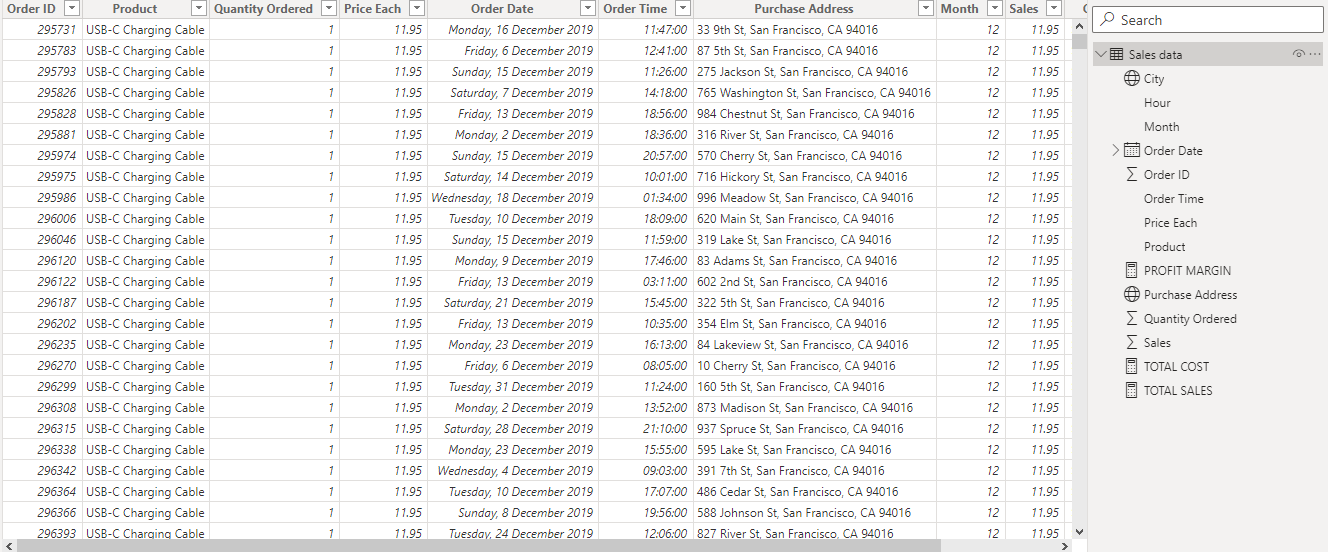 Order ID Product Quantity Ordered Price Each Order Date Order Time Purchase Address Month Sales
295731 USB-C Charging Cable 1 11.95 Monday, 16 December 2019 11:47:00 33 9th St, San Francisco, CA 94016 12 11.95
295783 USB-C Charging Cable 1 11.95 Friday, 6 December 2019 12:41:00 87 5th St, San Francisco, CA 94016 12 11.95
295793 USB-C Charging Cable 1 11.95 Sunday, 15 December 2019 11:26:00 275 Jackson St, San Francisco, CA 94016 12 11.95
295826 USB-C Charging Cable 1 11.95 Saturday, 7 December 2019 14:18:00 765 Washington St, San Francisco, CA 94016 12 11.95
295828 USB-C Charging Cable 1 11.95 Friday, 13 December 2019 18:56:00 984 Chestnut St, San Francisco, CA 94016 12 11.95
295881 USB-C Charging Cable 1 11.95 Monday, 2 December 2019 18:36:00 316 River St, San Francisco, CA 94016 12 11.95
295974 USB-C Charging Cable 1 11.95 Sunday, 15 December 2019 20:57:00 570 Cherry St, San Francisco, CA 94016 12 11.95
295975 USB-C Charging Cable 1 11.95 Saturday, 14 December 2019 10:01:00 716 Hickory St, San Francisco, CA 94016 12 11.95
295986 USB-C Charging Cable 1 11.95 Wednesday, 18 December 2019 01:34:00 996 Meadow St, San Francisco, CA 94016 12 11.95
296006 USB-C Charging Cable 1 11.95 Tuesday, 10 December 2019 18:09:00 620 Main St, San Francisco, CA 94016 12 11.95
296046 USB-C Charging Cable 1 11.95 Sunday, 15 December 2019 11:59:00 319 Lake St, San Francisco, CA 94016 12 11.95
296120 USB-C Charging Cable 1 11.95 Monday, 9 December 2019 17:46:00 83 Adams St, San Francisco, CA 94016 12 11.95
296122 USB-C Charging Cable 1 11.95 Friday, 13 December 2019 03:11:00 602 2nd St, San Francisco, CA 94016 12 11.95
296187 USB-C Charging Cable 1 11.95 Saturday, 21 December 2019 15:45:00 322 5th St, San Francisco, CA 94016 12 11.95
296202 USB-C Charging Cable 1 11.95 Friday, 13 December 2019 10:35:00 354 Elm St, San Francisco, CA 94016 12 11.95
296235 USB-C Charging Cable 1 11.95 Monday, 23 December 2019 16:13:00 84 Lakeview St, San Francisco, CA 94016 12 11.95
296270 USB-C Charging Cable 1 11.95 Friday, 6 December 2019 08:05:00 10 Cherry St, San Francisco, CA 94016 12 11.95
296299 USB-C Charging Cable 1 11.95 Tuesday, 31 December 2019 11:24:00 160 5th St, San Francisco, CA 94016 12 11.95
296308 USB-C Charging Cable 1 11.95 Monday, 2 December 2019 13:52:00 873 Madison St, San Francisco, CA 94016 12 11.95
296315 USB-C Charging Cable 1 11.95 Saturday, 28 December 2019 21:10:00 937 Spruce St, San Francisco, CA 94016 12 11.95
296338 USB-C Charging Cable 1 11.95 Monday, 23 December 2019 15:55:00 595 Lake St, San Francisco, CA 94016 12 11.95
296342 USB-C Charging Cable 1 11.95 Wednesday, 4 December 2019 09:03:00 391 7th St, San Francisco, CA 94016 12 11.95
296364 USB-C Charging Cable 1 11.95 Tuesday, 10 December 2019 17:07:00 486 Cedar St, San Francisco, CA 94016 12 11.95
296366 USB-C Charging Cable 1 11.95 Sunday, 8 December 2019 19:56:00 588 Johnson St, San Francisco, CA 94016 12 11.95
296393 USB-C Charging Cable 1 11.95 Tuesday, 24 December 2019 12:06:00 827 River St, San Francisco, CA 94016 12 11.95
Search
Sales data
City
Hour
Month
Order Date
Order ID
Order Time
Price Each
Product
PROFIT MARGIN
Purchase Address
Quantity Ordered
Sales
TOTAL COST
TOTAL SALES